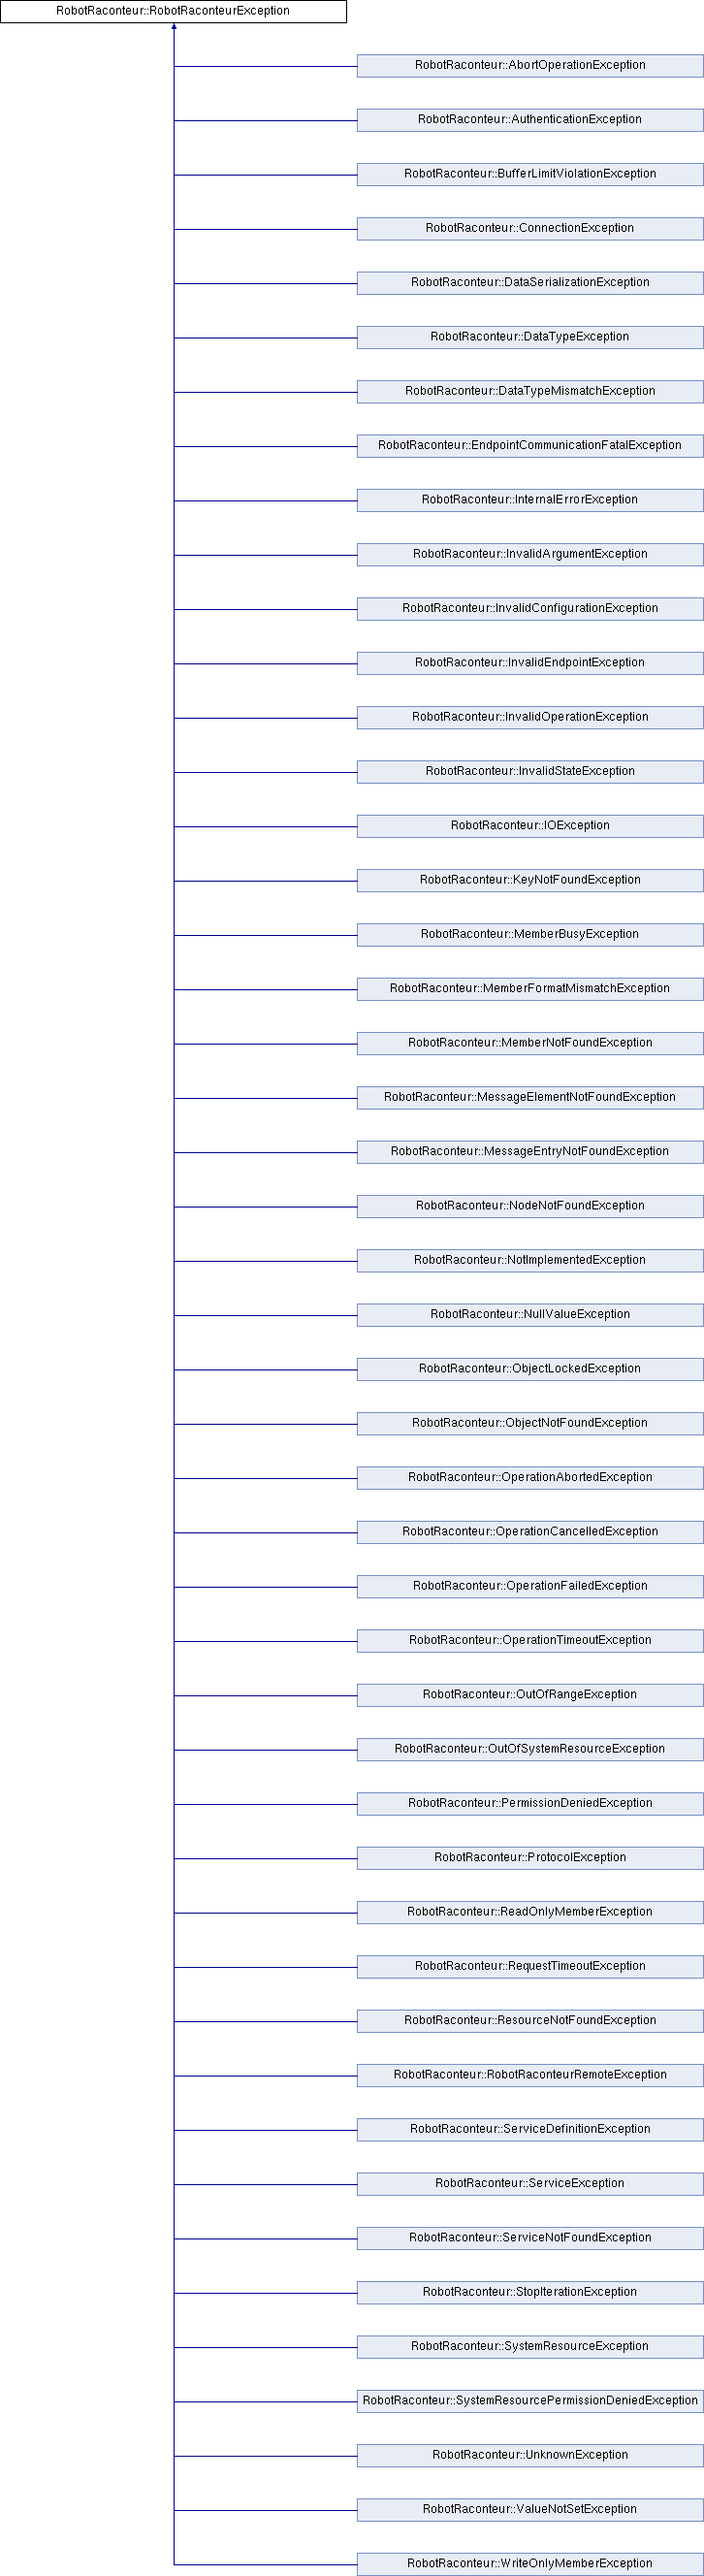 RobotRaconteur::RobotRaconteurException
RobotRaconteur::AbortOperationException
RobotRaconteur::AuthenticationException
RobotRaconteur::BufferLimitViolationException
RobotRaconteur::ConnectionException
RobotRaconteur::DataSerializationException
RobotRaconteur::DataTypeException
RobotRaconteur::DataTypeMismatchException
RobotRaconteur::EndpointCommunicationFatalException
RobotRaconteur::InternalErrorException
RobotRaconteur::InvalidArgumentException
RobotRaconteur::InvalidConfigurationException
RobotRaconteur::InvalidEndpointException
RobotRaconteur::InvalidOperationException
RobotRaconteur::InvalidStateException
RobotRaconteur::IOException
RobotRaconteur::KeyNotFoundException
RobotRaconteur::MemberBusyException
RobotRaconteur::MemberFormatMismatchException
RobotRaconteur::MemberNotFoundException
RobotRaconteur::MessageElementNotFoundException
RobotRaconteur::MessageEntryNotFoundException
RobotRaconteur::NodeNotFoundException
RobotRaconteur::NotImplementedException
RobotRaconteur::NullValueException
RobotRaconteur::ObjectLockedException
RobotRaconteur::ObjectNotFoundException
RobotRaconteur::OperationAbortedException
RobotRaconteur::OperationCancelledException
RobotRaconteur::OperationFailedException
RobotRaconteur::OperationTimeoutException
RobotRaconteur::OutOfRangeException
RobotRaconteur::OutOfSystemResourceException
RobotRaconteur::PermissionDeniedException
RobotRaconteur::ProtocolException
RobotRaconteur::ReadOnlyMemberException
RobotRaconteur::RequestTimeoutException
RobotRaconteur::ResourceNotFoundException
RobotRaconteur::RobotRaconteurRemoteException
RobotRaconteur::ServiceDefinitionException
RobotRaconteur::ServiceException
RobotRaconteur::ServiceNotFoundException
RobotRaconteur::StopIterationException
RobotRaconteur::SystemResourceException
RobotRaconteur::SystemResourcePermissionDeniedException
RobotRaconteur::UnknownException
RobotRaconteur::ValueNotSetException
RobotRaconteur::WriteOnlyMemberException